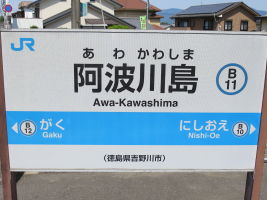 JR
あわかわしま
阿波川島
Awa-Kawashima
B
11
B
12
がく
Gaku
にしおえ
Nishi-Oe
B
10
(徳島県吉野川市)